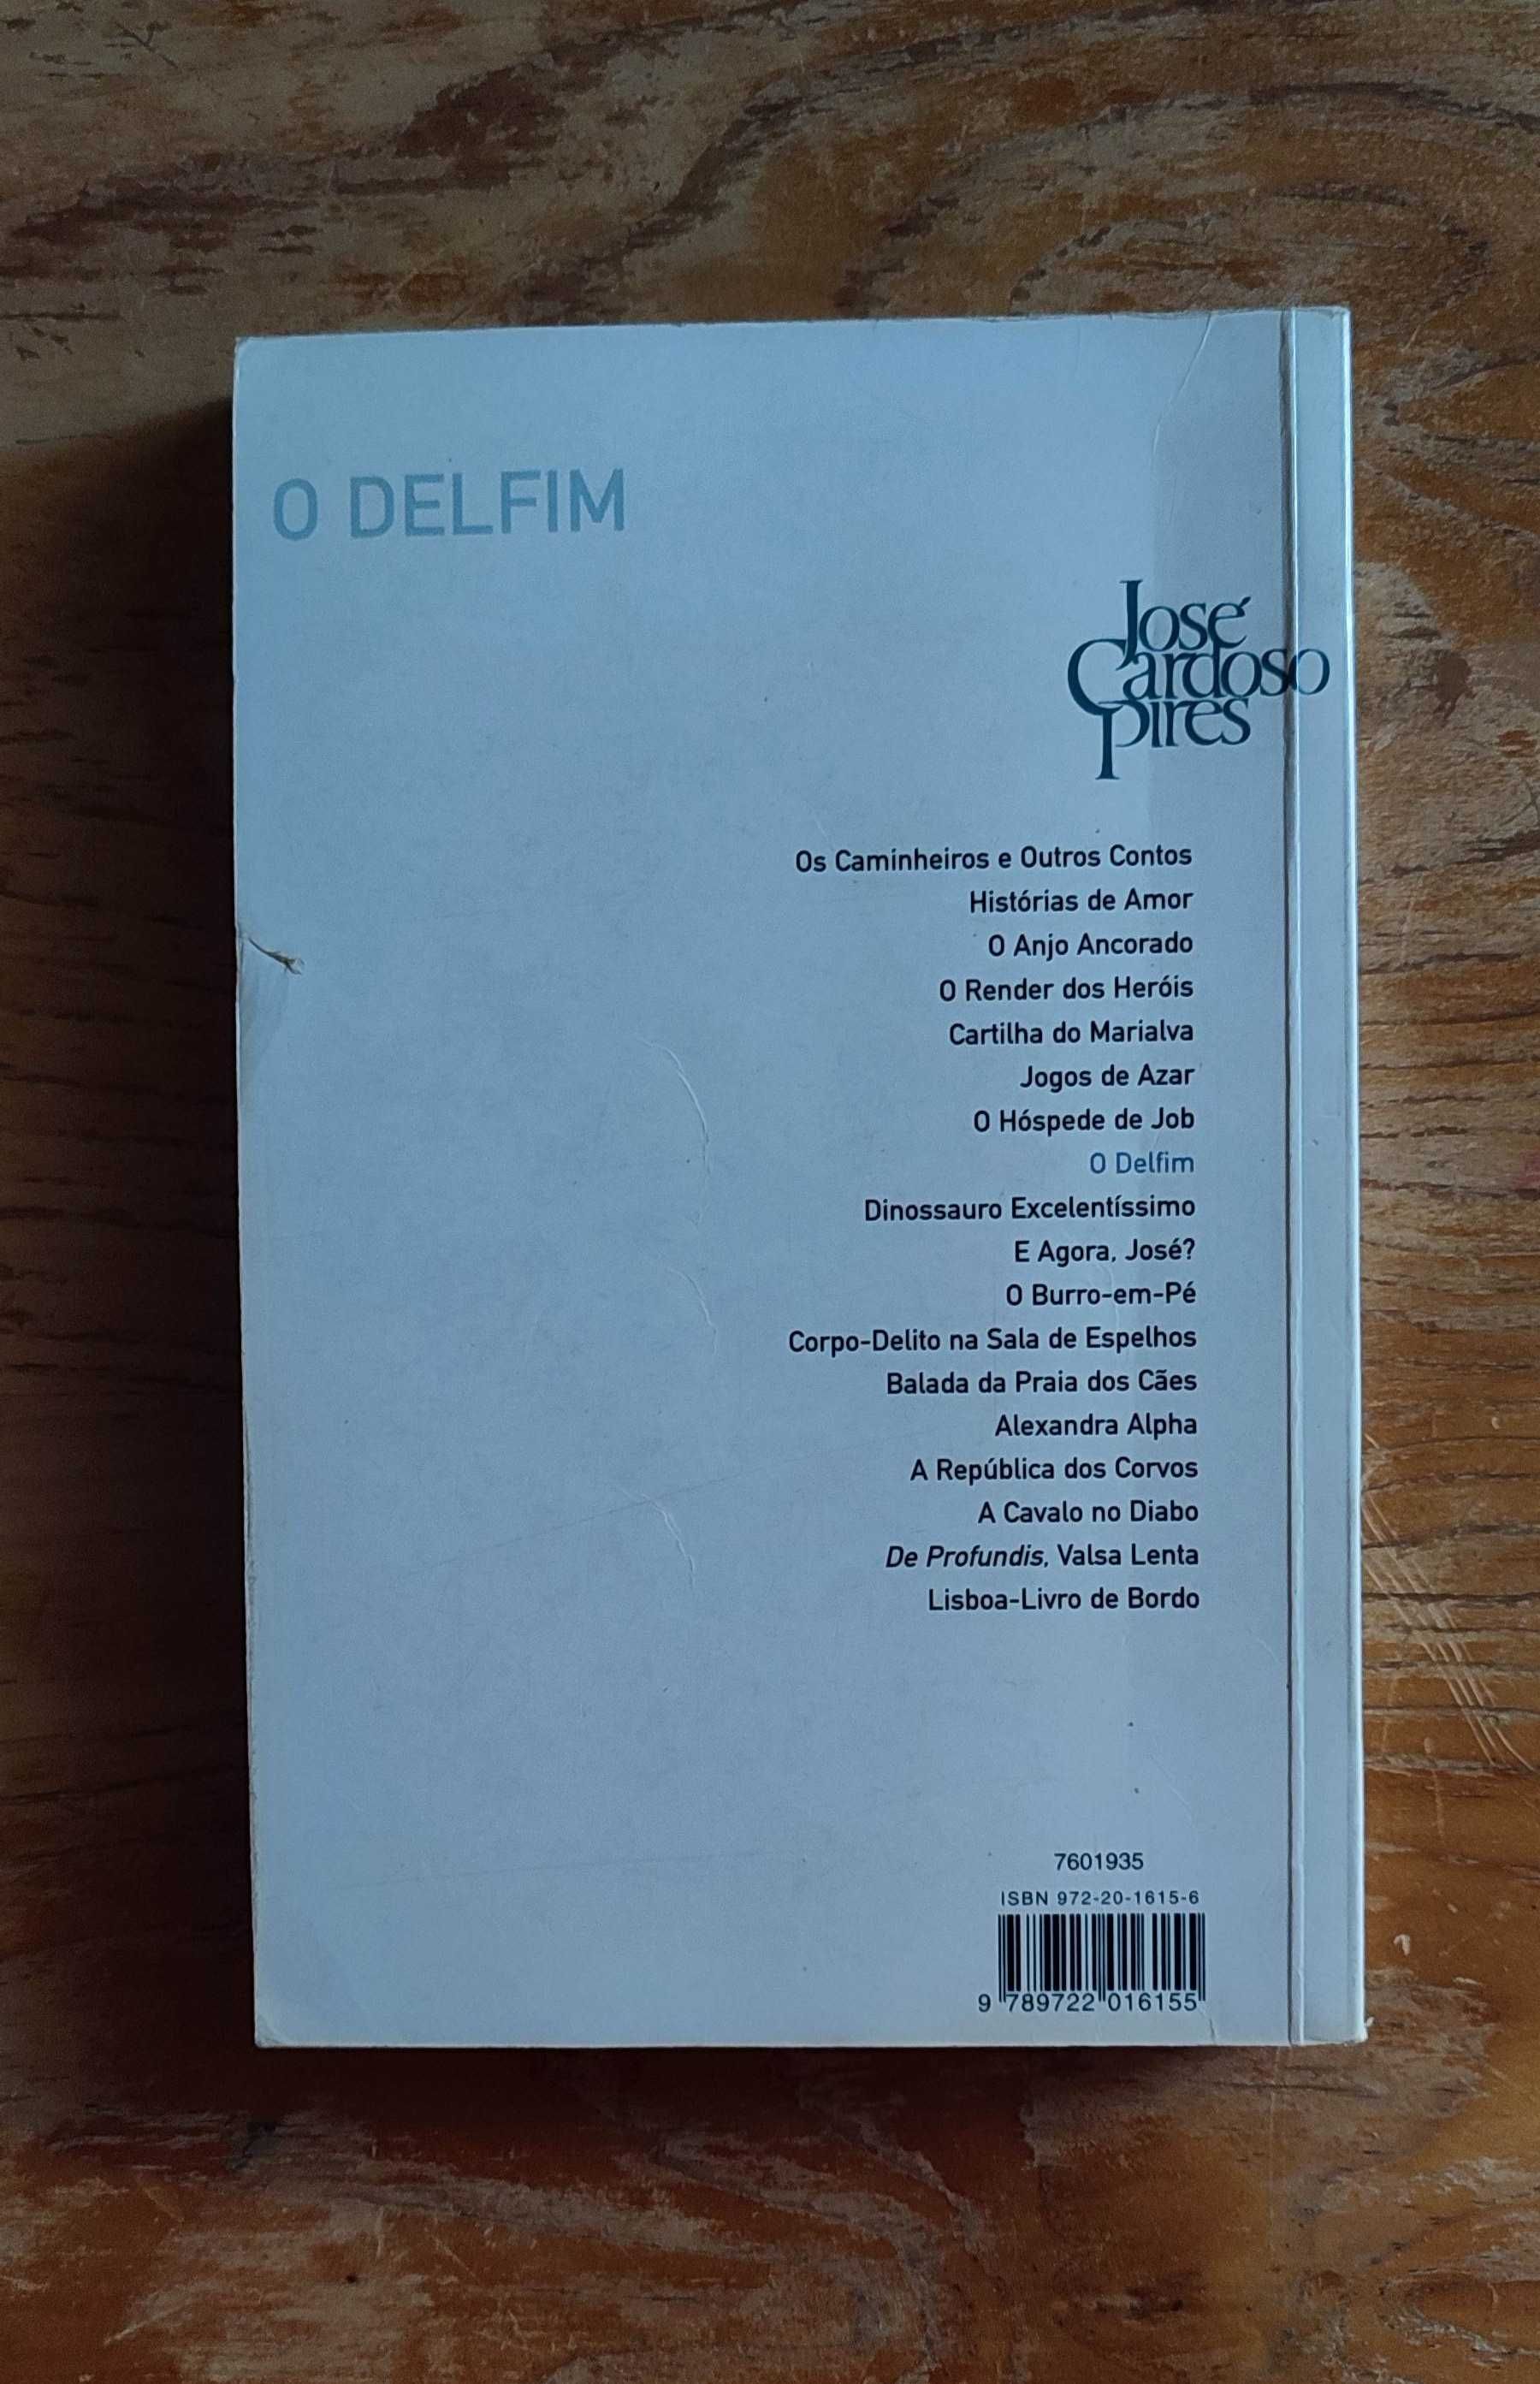 O DELFIM
José
Cardoso
Pires
Os Caminheiros e Outros Contos
Histórias de Amor
O Anjo Ancorado
O Render dos Heróis
Cartilha do Marialva
Jogos de Azar
O Hóspede de Job
O Delfim
Dinossauro Excelentíssimo
E Agora, José?
O Burro-em-Pé
Corpo-Delito na Sala de Espelhos
Balada da Praia dos Cães
Alexandra Alpha
A República dos Corvos
A Cavalo no Diabo
De Profundis, Valsa Lenta
Lisboa-Livro de Bordo
7601935
ISBN 972-20-1615-6
9 789722 016155